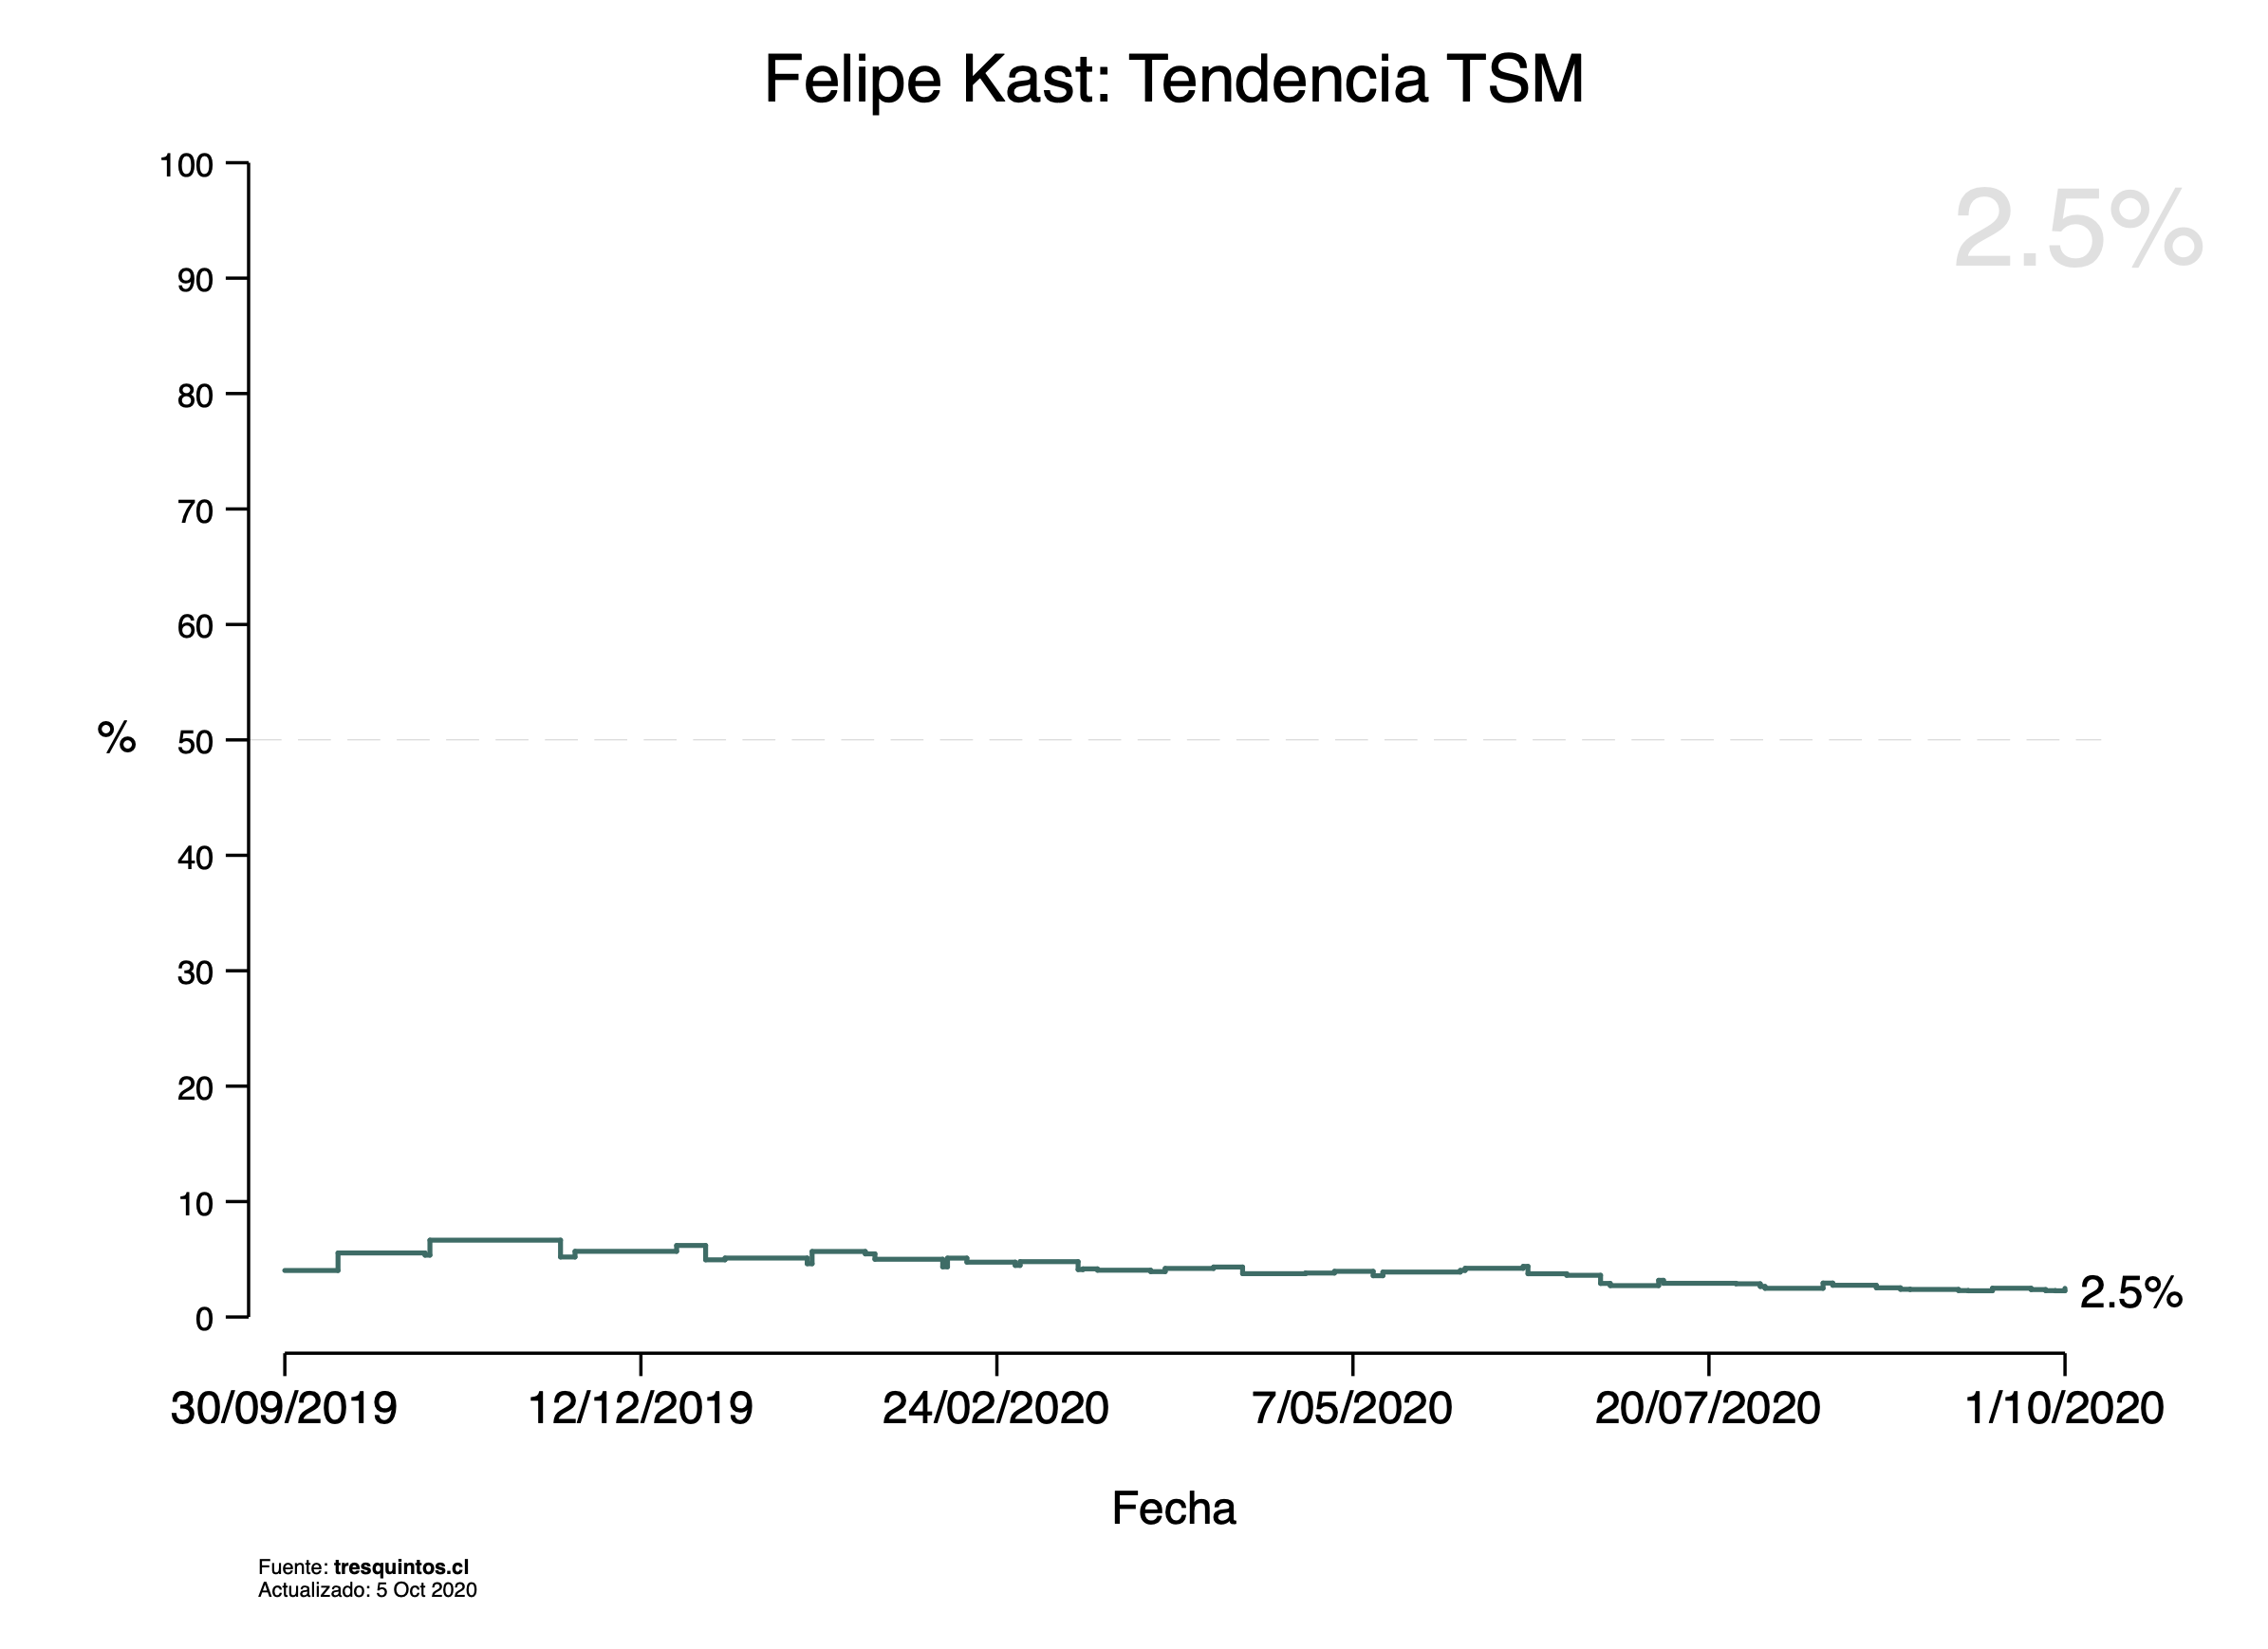 Felipe Kast: Tendencia TSM
2.5%
100
90
80
70
60
50
40
30
20
10
0
%
2.5%
30/09/2019 12/12/2019 24/02/2020 7/05/2020 20/07/2020 1/10/2020
Fecha
Fuente: tresquintos.cl
Actualizado: 5 Oct 2020